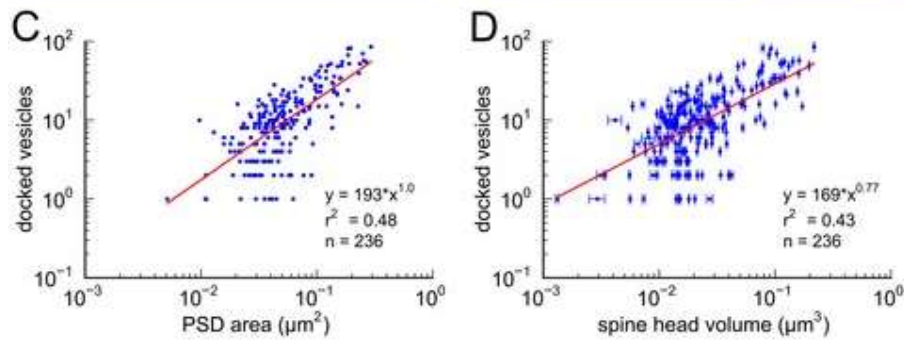 C
docked vesicles
10²
10¹
10⁰
10⁻¹
y = 193*x^1.0
r² = 0.48
n = 236
10⁻³ 10⁻² 10⁻¹ 10⁰
PSD area (µm²)
D
docked vesicles
10²
10¹
10⁰
10⁻¹
y = 169*x^0.77
r² = 0.43
n = 236
10⁻³ 10⁻² 10⁻¹ 10⁰
spine head volume (µm³)